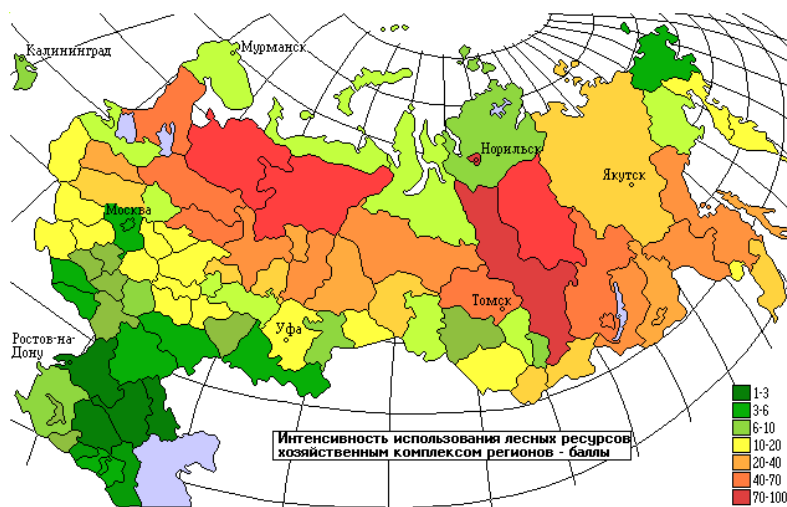 Калининград
Мурманск
Норильск
Якутск
Москва
Томск
Уфа
Ростов-на-
Дону
Интенсивность использования лесных ресурсов
хозяйственным комплексом регионов - баллы
1-3
3-6
6-10
10-20
20-40
40-70
70-100